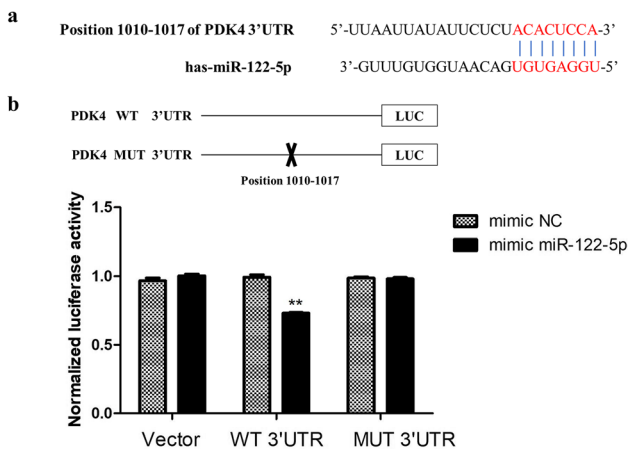 a
Position 1010-1017 of PDK4 3'UTR 5'-UUAAUUAUAUUCUCUACACUCCA-3'
has-miR-122-5p 3'-GUUUGUGGUAACAGUGUGAGGU-5'
b
PDK4 WT 3'UTR LUC
PDK4 MUT 3'UTR LUC
Position 1010-1017
Normalized luciferase activity
1.5
1.0
0.5
0.0
**
mimic NC
mimic miR-122-5p
Vector WT 3'UTR MUT 3'UTR